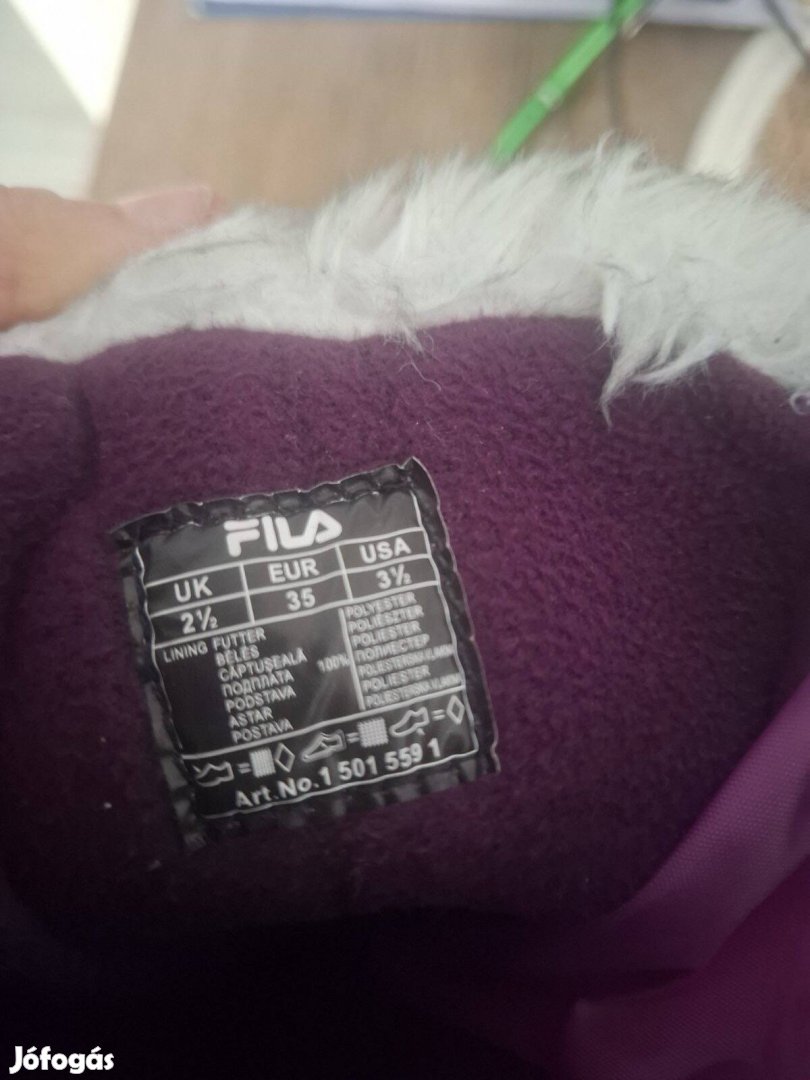 FILA
UK EUR USA
2½ 35 3½
LINING FUTTER
BÉLÉS
CĂPTUŞEALĂ
ПОДПЛАТА
PODSTAVA
ASTAR
POSTAVA
100%
POLYESTER
POLIÉSZTER
POLIESTER
ПОЛИЕСТЕР
POLIESTER
= = =
Art.No.1 501 559 1
Jófogás